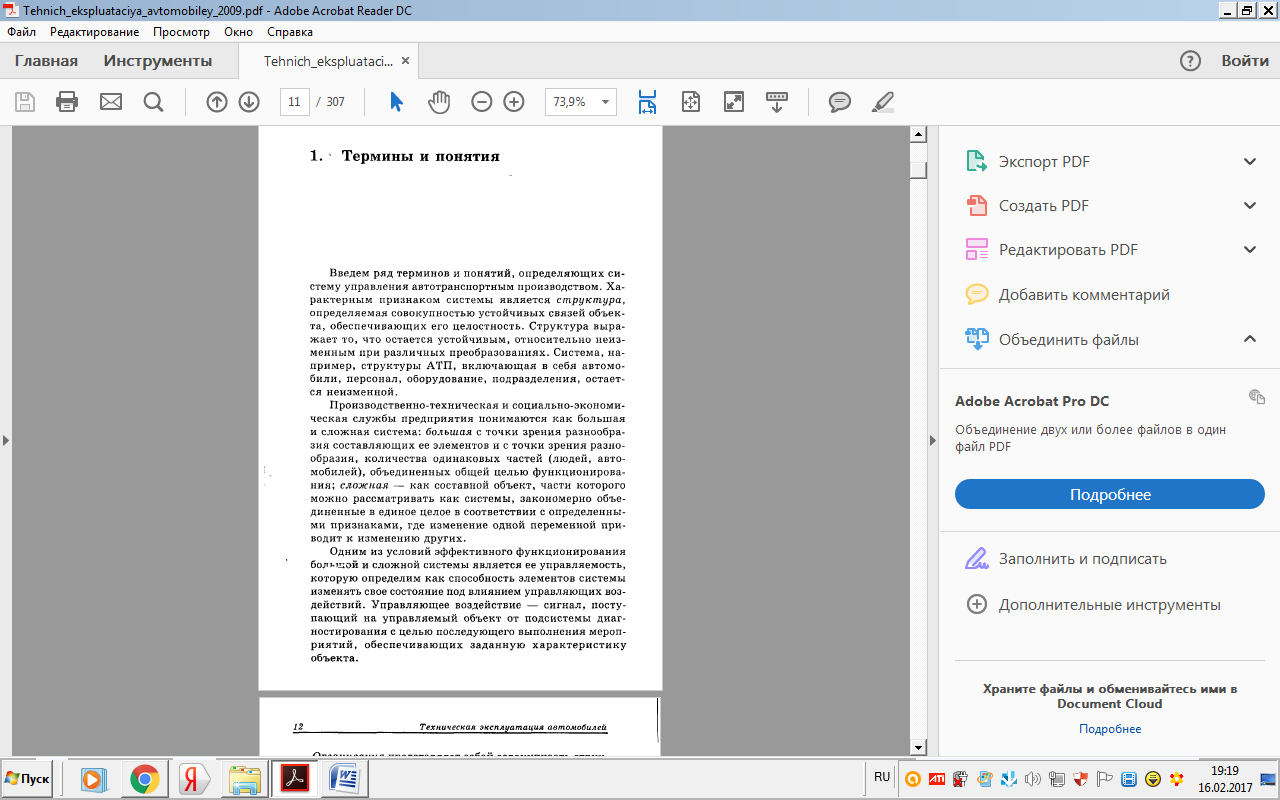 Tehnich_ekspluataciya_avtomobiley_2009.pdf - Adobe Acrobat Reader DC
Файл Редактирование Просмотр Окно Справка
Главная Инструменты Tehnich_ekspluataci... × Войти
11 / 307 73,9%
1. Термины и понятия
Введем ряд терминов и понятий, определяющих си-
стему управления автотранспортным производством. Ха-
рактерным признаком системы является структура,
определяемая совокупностью устойчивых связей объек-
та, обеспечивающих его целостность. Структура выра-
жает то, что остается устойчивым, относительно неиз-
менным при различных преобразованиях. Система, на-
пример, структуры АТП, включающая в себя автомо-
били, персонал, оборудование, подразделения, остает-
ся неизменной.
Производственно-техническая и социально-экономи-
ческая службы предприятия понимаются как большая
и сложная система: большая с точки зрения разнообра-
зия составляющих ее элементов и с точки зрения разно-
образия, количества одинаковых частей (людей, авто-
мобилей), объединенных общей целью функционирова-
ния; сложная — как составной объект, части которого
можно рассматривать как системы, закономерно объе-
диненные в единое целое в соответствии с определенны-
ми признаками, где изменение одной переменной при-
водит к изменению других.
Одним из условий эффективного функционирования
большой и сложной системы является ее управляемость,
которую определим как способность элементов системы
изменять свое состояние под влиянием управляющих воз-
действий. Управляющее воздействие — сигнал, посту-
пающий на управляемый объект от подсистемы диаг-
ностирования с целью последующего выполнения мероп-
риятий, обеспечивающих заданную характеристику
объекта.
12 Техническая эксплуатация автомобилей
Экспорт PDF
Создать PDF
Редактировать PDF
Добавить комментарий
Объединить файлы
Adobe Acrobat Pro DC
Объединение двух или более файлов в один
файл PDF
Подробнее
Заполнить и подписать
Дополнительные инструменты
Храните файлы и обменивайтесь ими в
Document Cloud
Подробнее
Пуск RU 19:19
16.02.2017